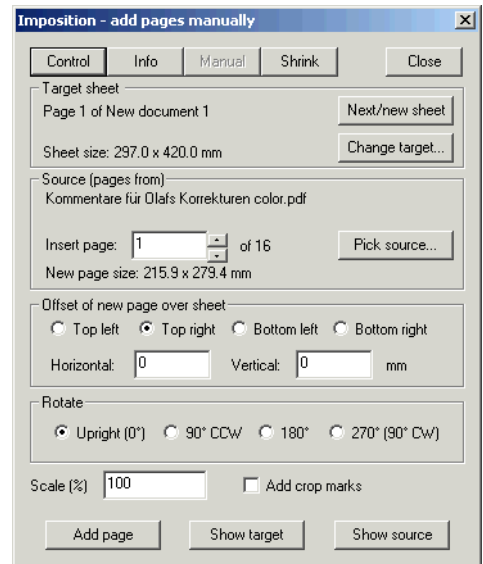 Imposition - add pages manually
Control Info Manual Shrink Close
Target sheet
Page 1 of New document 1 Next/new sheet
Sheet size: 297.0 x 420.0 mm Change target...
Source (pages from)
Kommentare für Olafs Korrekturen color.pdf
Insert page: 1 of 16 Pick source...
New page size: 215.9 x 279.4 mm
Offset of new page over sheet
Top left Top right Bottom left Bottom right
Horizontal: 0 Vertical: 0 mm
Rotate
Upright (0°) 90° CCW 180° 270° (90° CW)
Scale (%) 100 Add crop marks
Add page Show target Show source